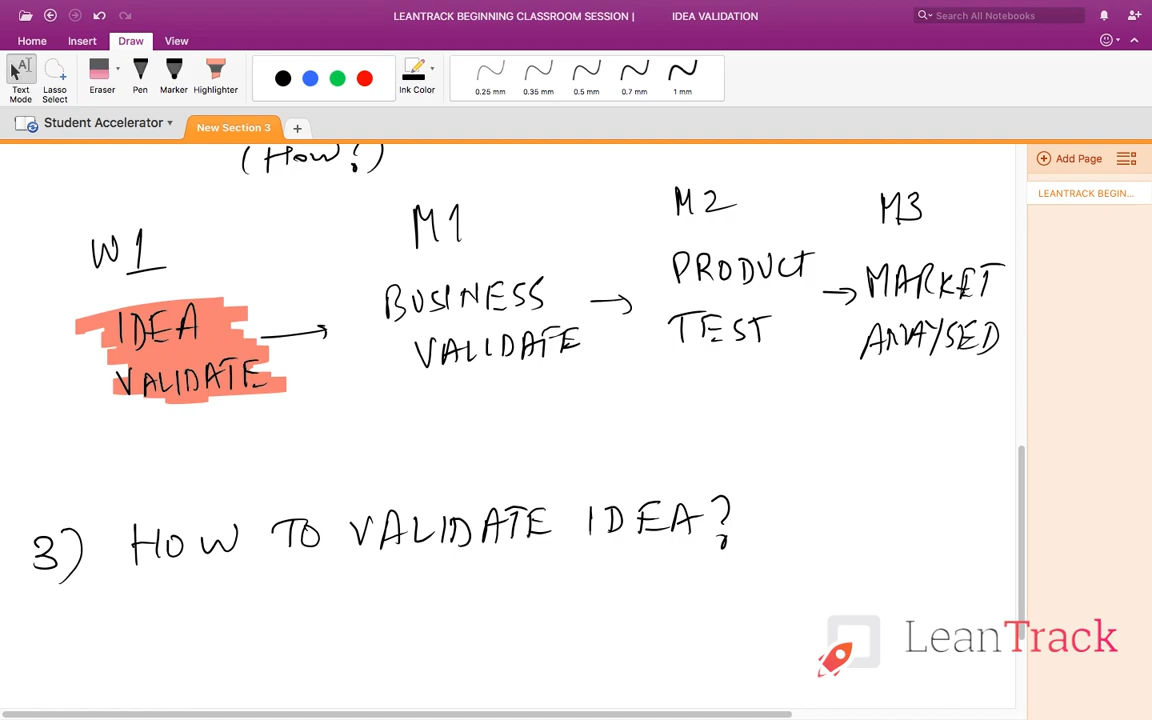 LEANTRACK BEGINNING CLASSROOM SESSION | IDEA VALIDATION
Search All Notebooks
Home Insert Draw View
Text Mode
Lasso Select
Eraser
Pen
Marker
Highlighter
Ink Color
0.25 mm 0.35 mm 0.5 mm 0.7 mm 1 mm
Student Accelerator
New Section 3
Add Page
LEANTRACK BEGIN...
(How?)
W1
IDEA
VALIDATE
M1
BUSINESS
VALIDATE
M2
PRODUCT
TEST
M3
MARKET
ANAYSED
3) HOW TO VALIDATE IDEA?
LeanTrack